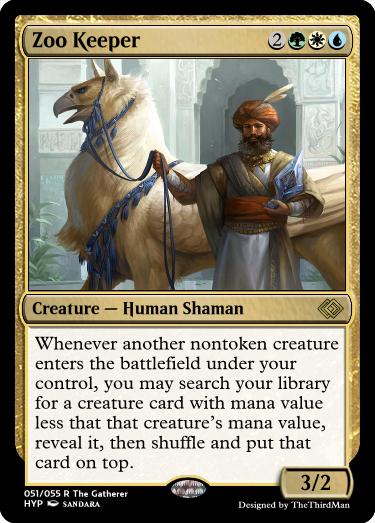 Zoo Keeper 2
Creature — Human Shaman
Whenever another nontoken creature
enters the battlefield under your
control, you may search your library
for a creature card with mana value
less that that creature's mana value,
reveal it, then shuffle and put that
card on top.
3/2
051/055 R The Gatherer
HYP SANDARA
Designed by TheThirdMan